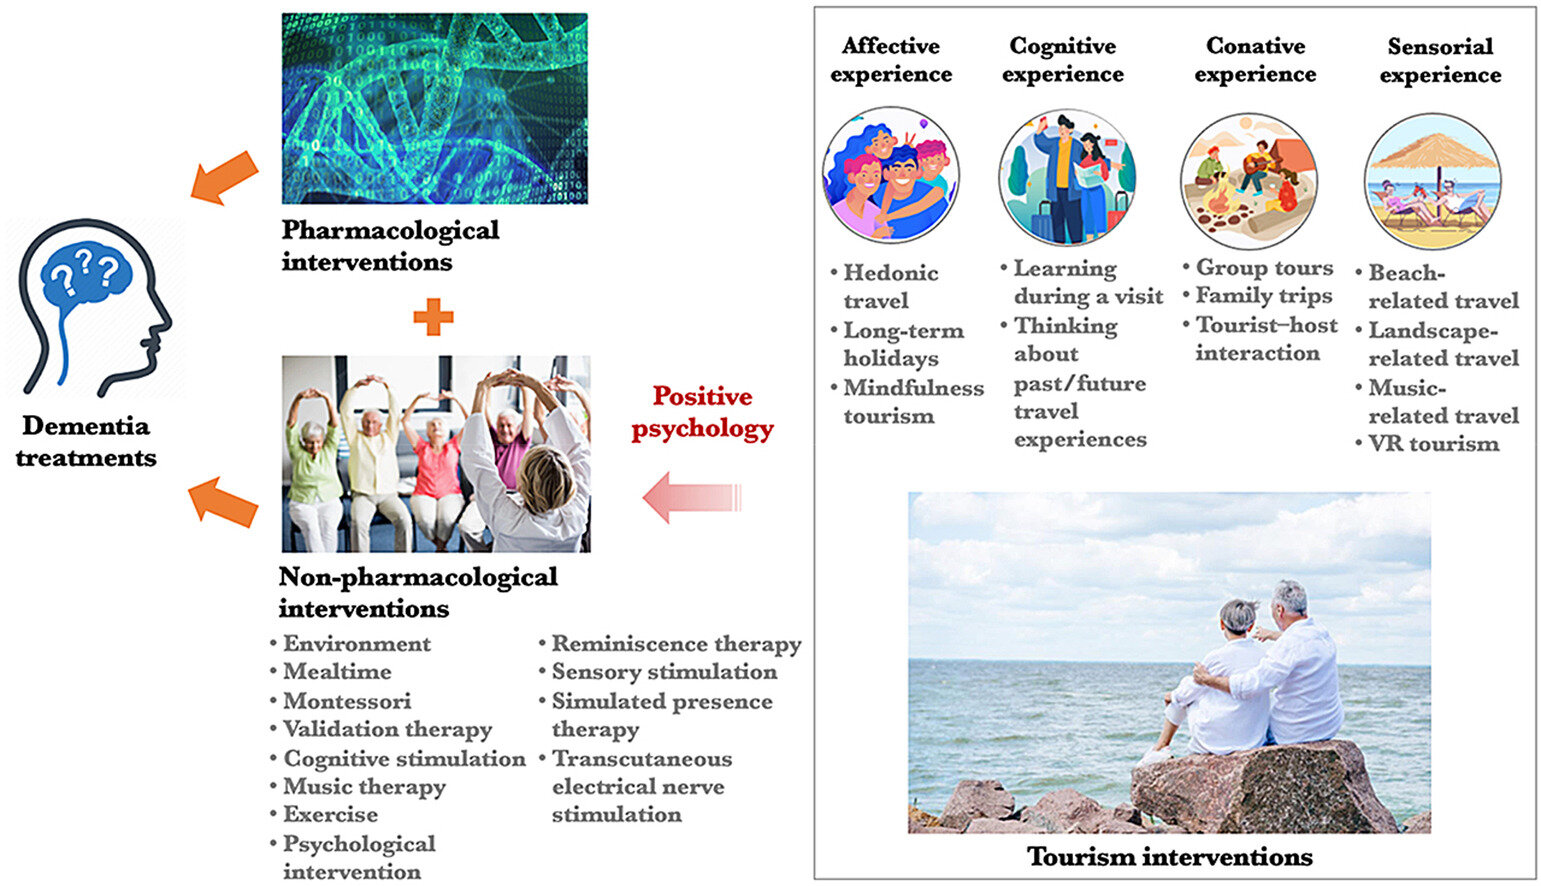 Pharmacological
interventions
Dementia
treatments
Non-pharmacological
interventions
• Environment
• Mealtime
• Montessori
• Validation therapy
• Cognitive stimulation
• Music therapy
• Exercise
• Psychological
intervention
• Reminiscence therapy
• Sensory stimulation
• Simulated presence
therapy
• Transcutaneous
electrical nerve
stimulation
Positive
psychology
Affective
experience
• Hedonic
travel
• Long-term
holidays
• Mindfulness
tourism
Cognitive
experience
• Learning
during a visit
• Thinking
about
past/future
travel
experiences
Conative
experience
• Group tours
• Family trips
• Tourist–host
interaction
Sensorial
experience
• Beach-
related travel
• Landscape-
related travel
• Music-
related travel
• VR tourism
Tourism interventions